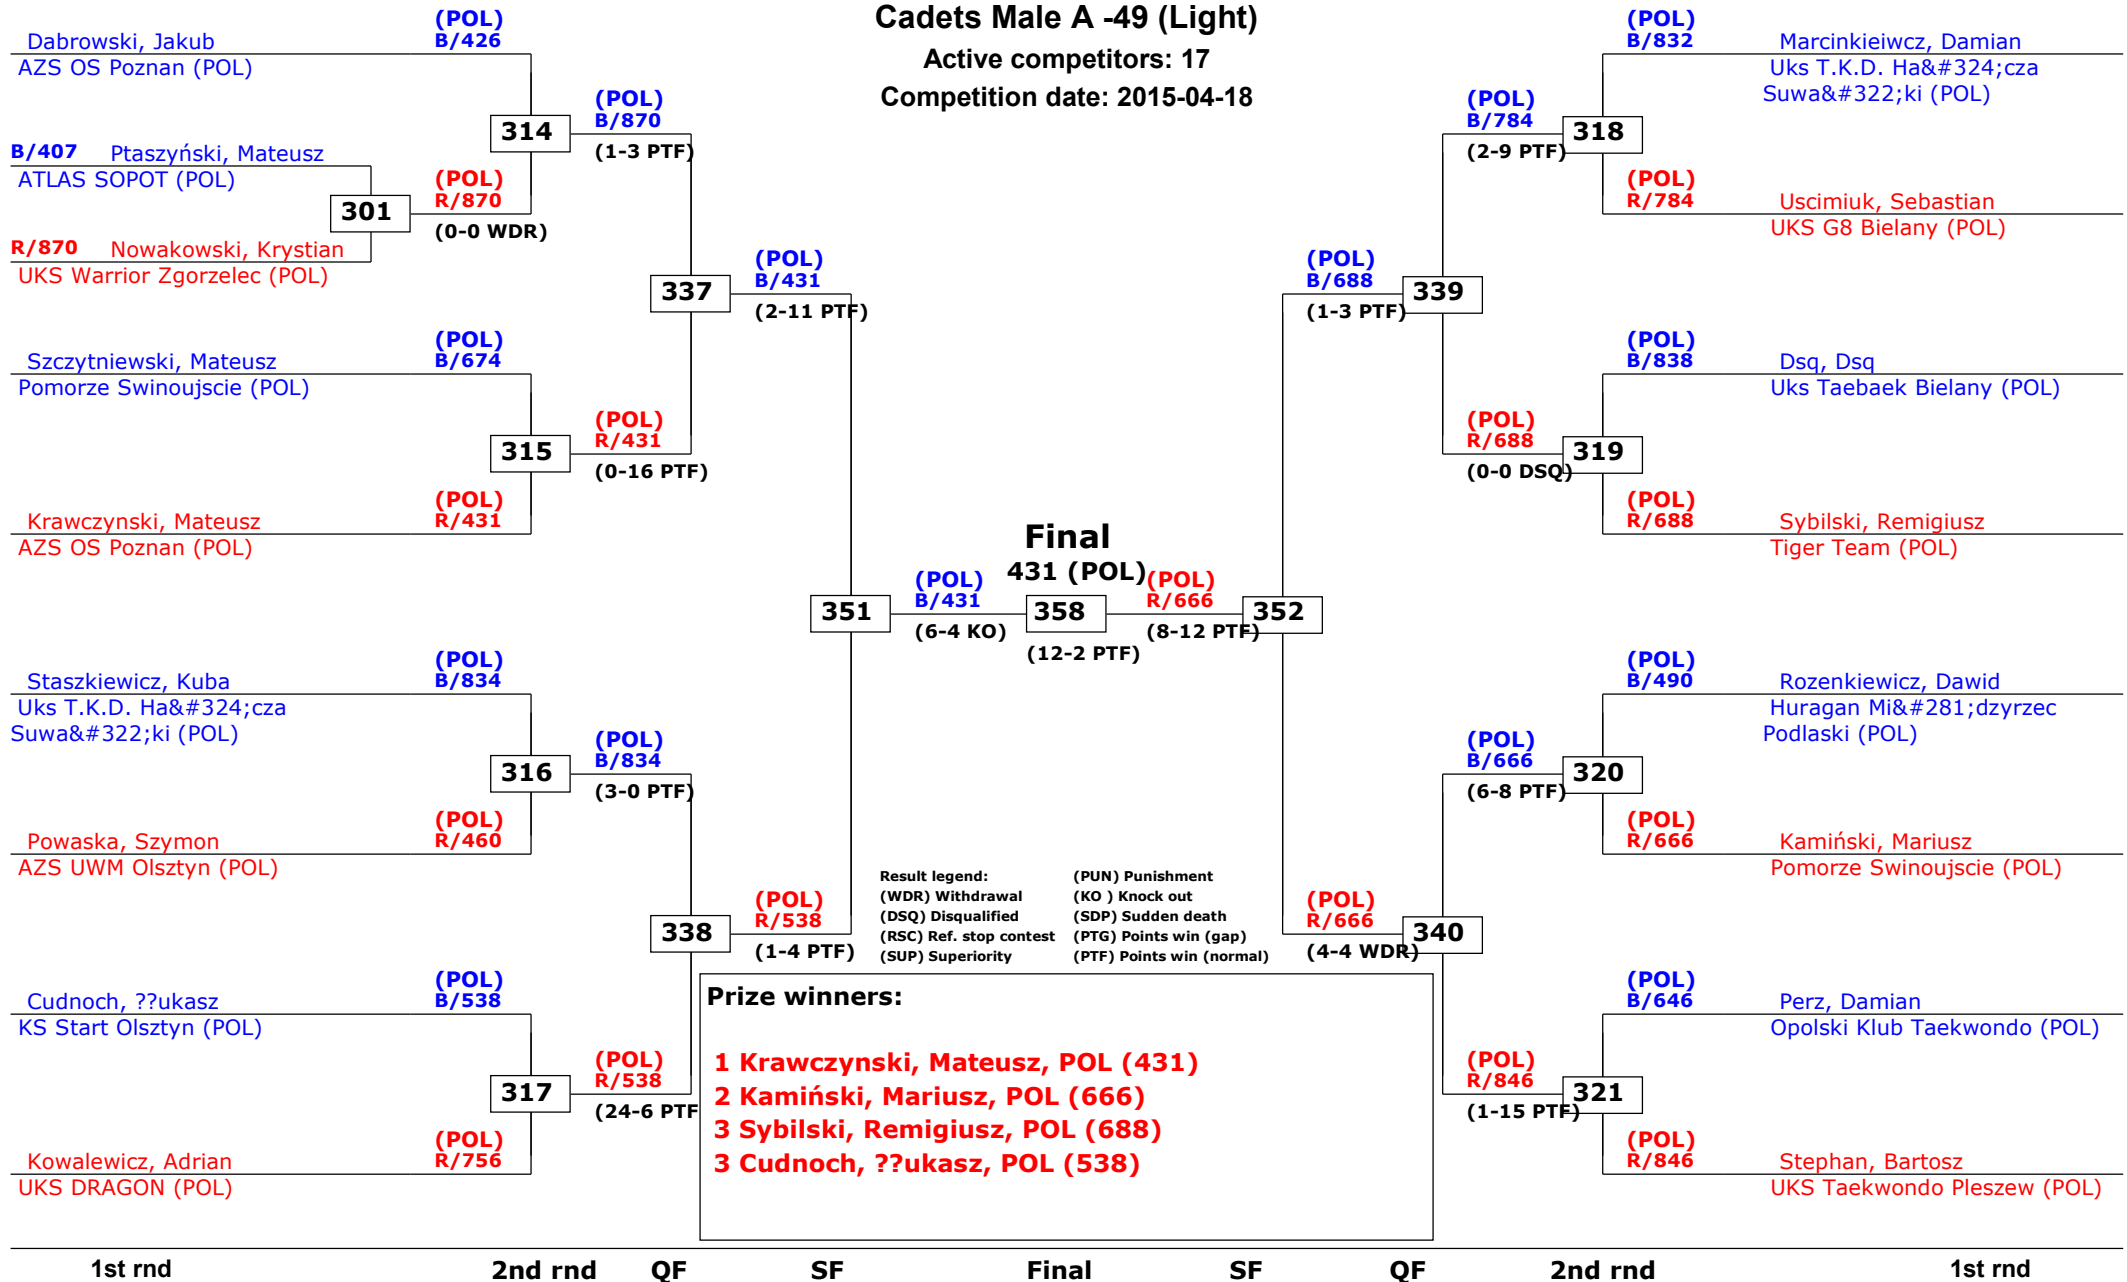 Cadets Male A -49 (Light)
Active competitors: 17
Competition date: 2015-04-18
(POL)
B/426
Dabrowski, Jakub
AZS OS Poznan (POL)
314
(POL)
B/870
(1-3 PTF)
B/407 Ptaszyński, Mateusz
ATLAS SOPOT (POL)
301
(POL)
R/870
(0-0 WDR)
R/870 Nowakowski, Krystian
UKS Warrior Zgorzelec (POL)
337
(POL)
B/431
(2-11 PTF)
(POL)
B/674
Szczytniewski, Mateusz
Pomorze Swinoujscie (POL)
315
(POL)
R/431
(0-16 PTF)
(POL)
R/431
Krawczynski, Mateusz
AZS OS Poznan (POL)
351
(POL)
B/431
(6-4 KO)
(POL)
B/834
Staszkiewicz, Kuba
Uks T.K.D. Ha&#324;cza
Suwa&#322;ki (POL)
316
(POL)
B/834
(3-0 PTF)
(POL)
R/460
Powaska, Szymon
AZS UWM Olsztyn (POL)
338
(POL)
R/538
(1-4 PTF)
(POL)
B/538
Cudnoch, ??ukasz
KS Start Olsztyn (POL)
317
(POL)
R/538
(24-6 PTF
(POL)
R/756
Kowalewicz, Adrian
UKS DRAGON (POL)
Final
431 (POL)
358
(12-2 PTF)
(POL)
R/666
(8-12 PTF)
352
(POL)
B/832
Marcinkieiwcz, Damian
Uks T.K.D. Ha&#324;cza
Suwa&#322;ki (POL)
(POL)
B/784
(2-9 PTF)
318
(POL)
R/784
Uscimiuk, Sebastian
UKS G8 Bielany (POL)
(POL)
B/688
(1-3 PTF)
339
(POL)
B/838
Dsq, Dsq
Uks Taebaek Bielany (POL)
(POL)
R/688
(0-0 DSQ)
319
(POL)
R/688
Sybilski, Remigiusz
Tiger Team (POL)
(POL)
B/490
Rozenkiewicz, Dawid
Huragan Mi&#281;dzyrzec
Podlaski (POL)
(POL)
B/666
(6-8 PTF)
320
(POL)
R/666
Kamiński, Mariusz
Pomorze Swinoujscie (POL)
(POL)
R/666
(4-4 WDR)
340
(POL)
B/646
Perz, Damian
Opolski Klub Taekwondo (POL)
(POL)
R/846
(1-15 PTF)
321
(POL)
R/846
Stephan, Bartosz
UKS Taekwondo Pleszew (POL)
Result legend: (PUN) Punishment
(WDR) Withdrawal (KO ) Knock out
(DSQ) Disqualified (SDP) Sudden death
(RSC) Ref. stop contest (PTG) Points win (gap)
(SUP) Superiority (PTF) Points win (normal)
Prize winners:
1 Krawczynski, Mateusz, POL (431)
2 Kamiński, Mariusz, POL (666)
3 Sybilski, Remigiusz, POL (688)
3 Cudnoch, ??ukasz, POL (538)
1st rnd 2nd rnd QF SF Final SF QF 2nd rnd 1st rnd